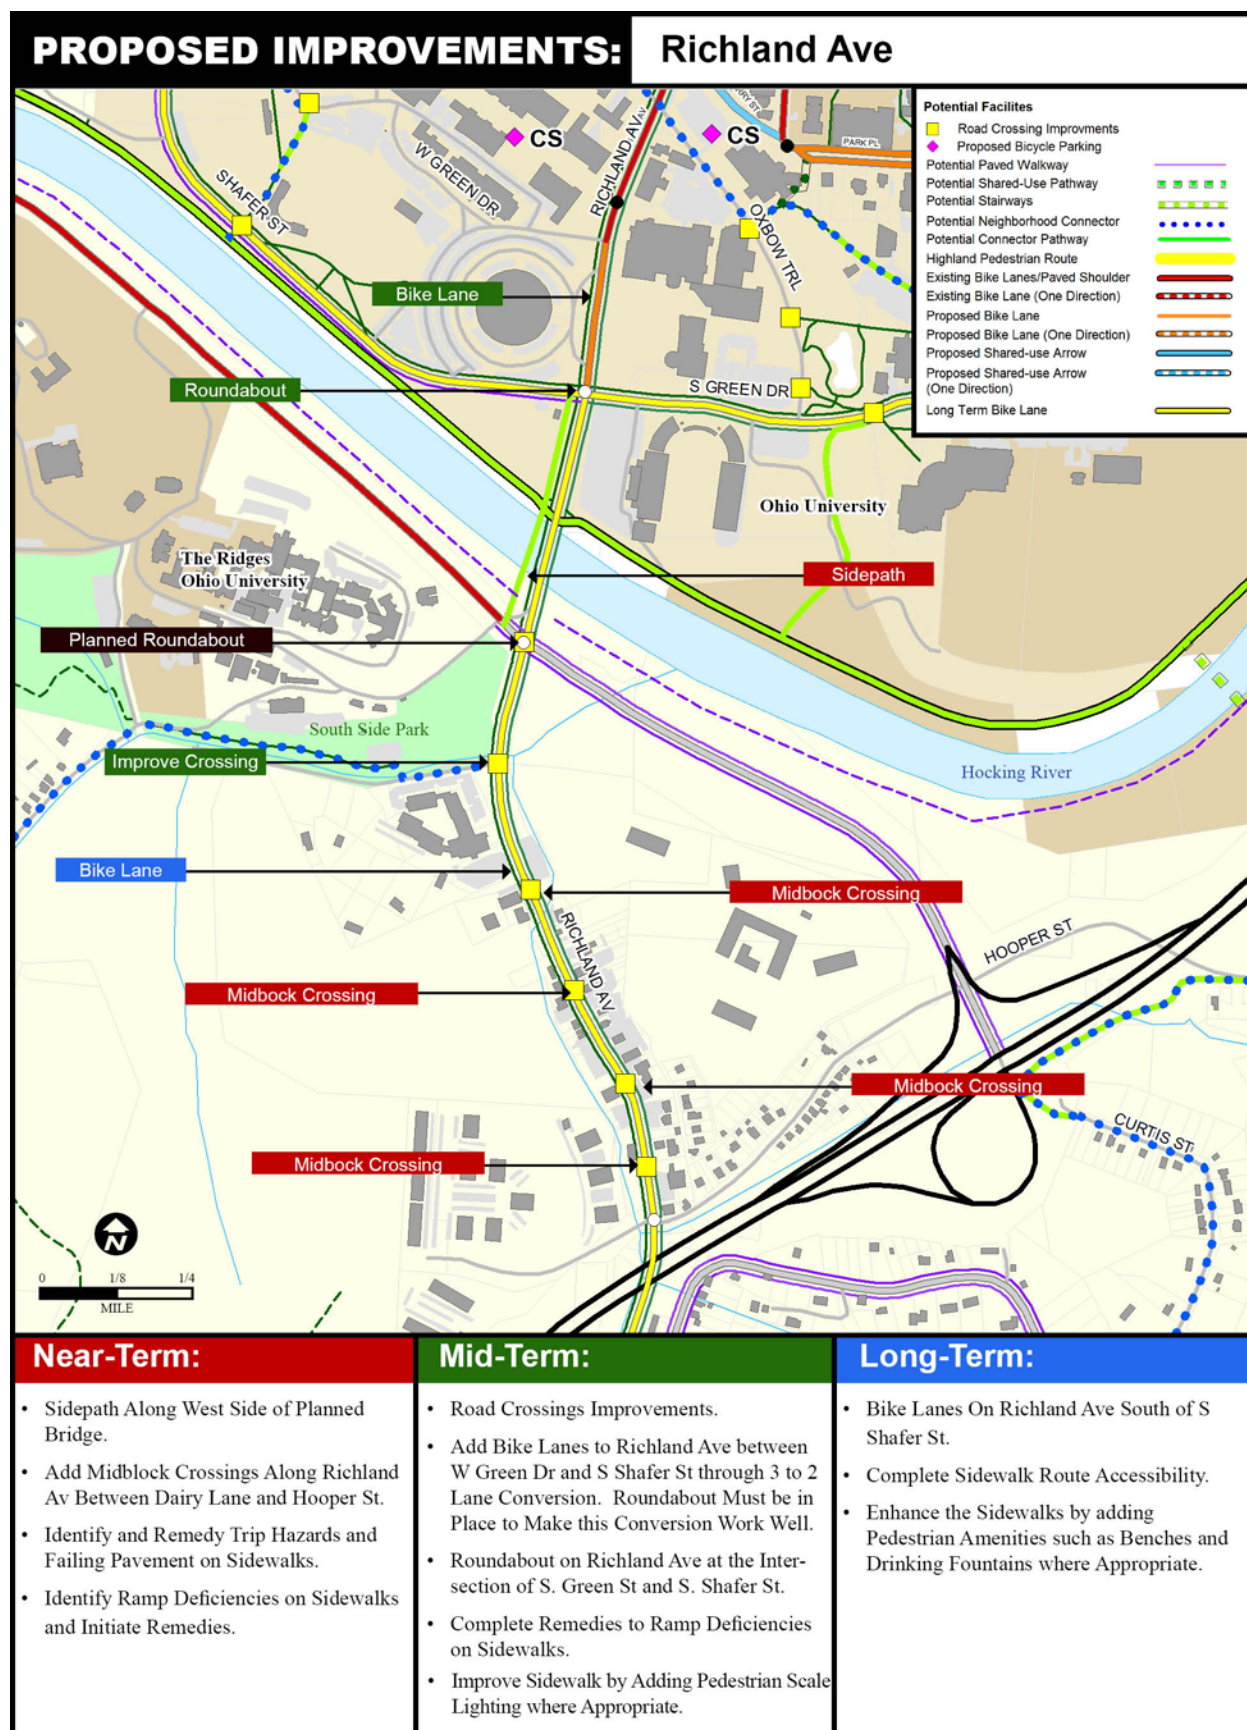 PROPOSED IMPROVEMENTS: Richland Ave
Potential Facilites
Road Crossing Improvments
Proposed Bicycle Parking
Potential Paved Walkway
Potential Shared-Use Pathway
Potential Stairways
Potential Neighborhood Connector
Potential Connector Pathway
Highland Pedestrian Route
Existing Bike Lanes/Paved Shoulder
Existing Bike Lane (One Direction)
Proposed Bike Lane
Proposed Bike Lane (One Direction)
Proposed Shared-use Arrow
Proposed Shared-use Arrow
(One Direction)
Long Term Bike Lane
CS
CS
RICHLAND AV
AV
PARK PL
W GREEN DR
SHAFER ST
OXBOW TRL
Bike Lane
Roundabout
S GREEN DR
Ohio University
The Ridges
Ohio University
Sidepath
Planned Roundabout
South Side Park
Improve Crossing
Hocking River
Bike Lane
Midbock Crossing
RICHLAND AV
HOOPER ST
Midbock Crossing
Midbock Crossing
CURTIS ST
Midbock Crossing
N
0 1/8 1/4
MILE
Near-Term:
• Sidepath Along West Side of Planned
Bridge.
• Add Midblock Crossings Along Richland
Av Between Dairy Lane and Hooper St.
• Identify and Remedy Trip Hazards and
Failing Pavement on Sidewalks.
• Identify Ramp Deficiencies on Sidewalks
and Initiate Remedies.
Mid-Term:
• Road Crossings Improvements.
• Add Bike Lanes to Richland Ave between
W Green Dr and S Shafer St through 3 to 2
Lane Conversion. Roundabout Must be in
Place to Make this Conversion Work Well.
• Roundabout on Richland Ave at the Inter-
section of S. Green St and S. Shafer St.
• Complete Remedies to Ramp Deficiencies
on Sidewalks.
• Improve Sidewalk by Adding Pedestrian Scale
Lighting where Appropriate.
Long-Term:
• Bike Lanes On Richland Ave South of S
Shafer St.
• Complete Sidewalk Route Accessibility.
• Enhance the Sidewalks by adding
Pedestrian Amenities such as Benches and
Drinking Fountains where Appropriate.